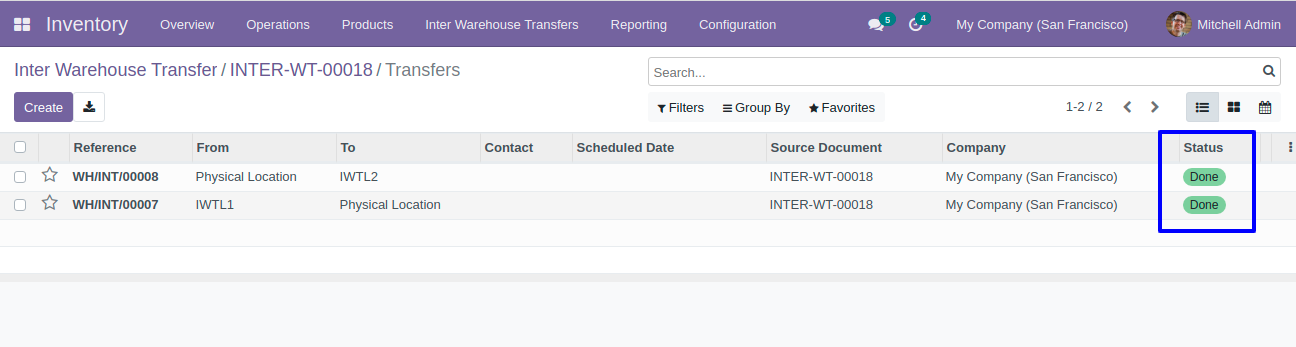 Inventory Overview Operations Products Inter Warehouse Transfers Reporting Configuration 5 4 My Company (San Francisco) Mitchell Admin
Inter Warehouse Transfer / INTER-WT-00018 / Transfers
Search...
Create
Filters Group By Favorites 1-2 / 2
Reference From To Contact Scheduled Date Source Document Company Status
WH/INT/00008 Physical Location IWTL2 INTER-WT-00018 My Company (San Francisco) Done
WH/INT/00007 IWTL1 Physical Location INTER-WT-00018 My Company (San Francisco) Done